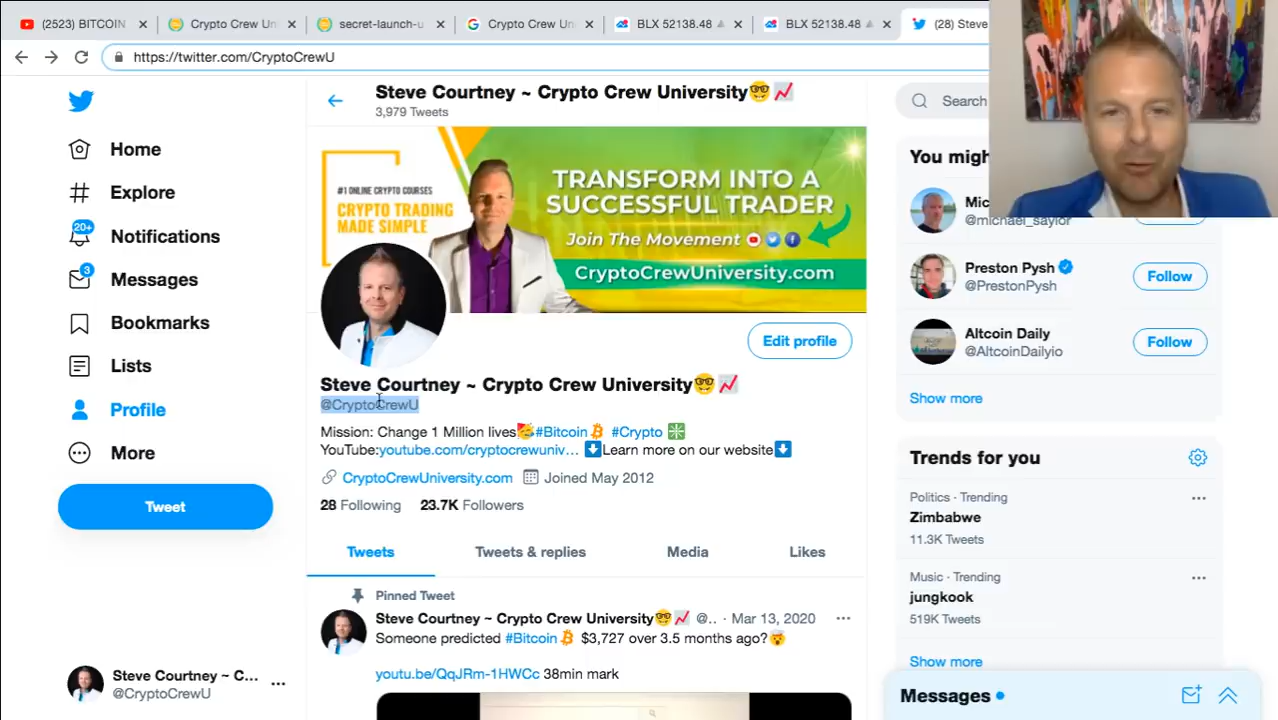 (2523) BITCOIN
Crypto Crew Un
secret-launch-u
Crypto Crew Un
BLX 52138.48
BLX 52138.48
(28) Steve
https://twitter.com/CryptoCrewU
Home
Explore
20+
Notifications
3
Messages
Bookmarks
Lists
Profile
More
Tweet
Steve Courtney ~ C...
@CryptoCrewU
Steve Courtney ~ Crypto Crew University🤓📈
3,979 Tweets
#1 ONLINE CRYPTO COURSES
CRYPTO TRADING
MADE SIMPLE
TRANSFORM INTO A
SUCCESSFUL TRADER
Join The Movement
CryptoCrewUniversity.com
Edit profile
Steve Courtney ~ Crypto Crew University🤓📈
@CryptoCrewU
Mission: Change 1 Million lives🥳#Bitcoin #Crypto ❇️
YouTube:youtube.com/cryptocrewuniv... ⬇️Learn more on our website⬇️
CryptoCrewUniversity.com Joined May 2012
28 Following 23.7K Followers
Tweets Tweets & replies Media Likes
Pinned Tweet
Steve Courtney ~ Crypto Crew University🤓📈 @.. · Mar 13, 2020
Someone predicted #Bitcoin $3,727 over 3.5 months ago?🤯
youtu.be/QqJRm-1HWCc 38min mark
Search
You migh
Mic
@michael_saylor
Preston Pysh
@PrestonPysh
Follow
Altcoin Daily
@AltcoinDailyio
Follow
Show more
Trends for you
Politics · Trending
Zimbabwe
11.3K Tweets
Music · Trending
jungkook
519K Tweets
Show more
Messages